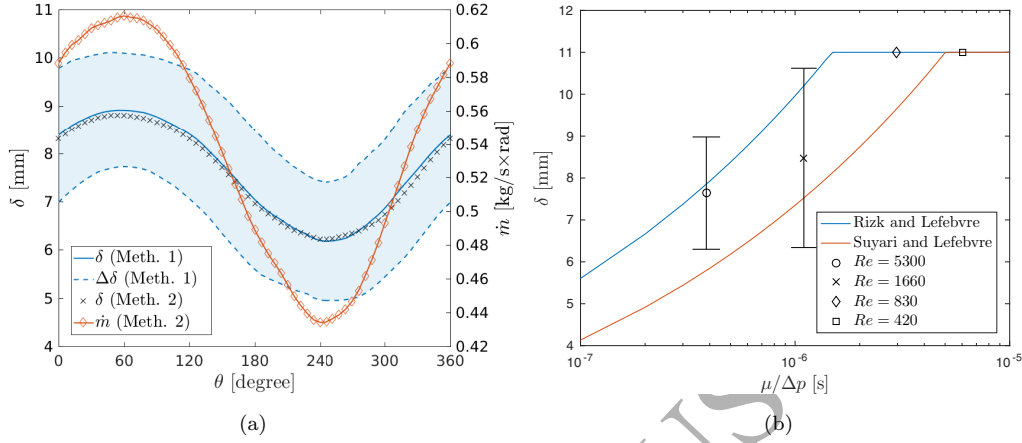 11
10
9
8
7
6
5
4
δ [mm]
0.62
0.6
0.58
0.56
0.54
0.52
0.5
0.48
0.46
0.44
0.42
ṁ [kg/s×rad]
δ (Meth. 1)
Δδ (Meth. 1)
δ (Meth. 2)
ṁ (Meth. 2)
0 60 120 180 240 300 360
θ [degree]
(a)
12
11
10
9
8
7
6
5
4
δ [mm]
Rizk and Lefebvre
Suyari and Lefebvre
Re = 5300
Re = 1660
Re = 830
Re = 420
10⁻⁷ 10⁻⁶ 10⁻⁵
μ/Δp [s]
(b)
US